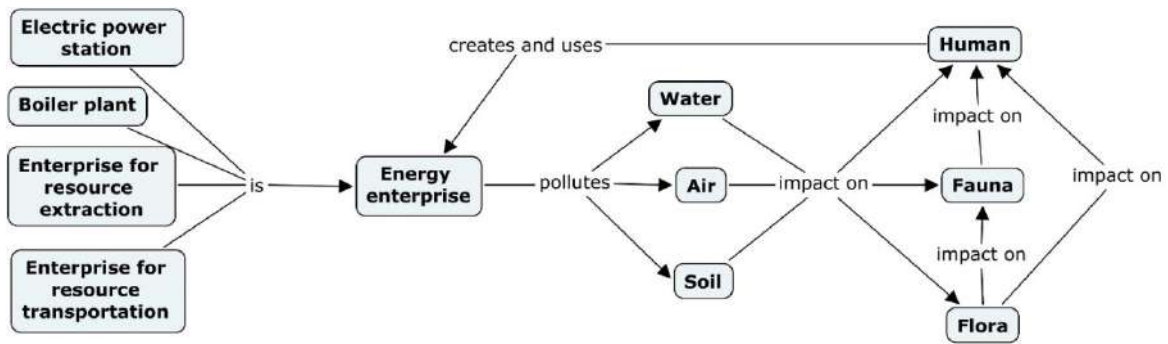 Electric power
station
Boiler plant
Enterprise for
resource
extraction
Enterprise for
resource
transportation
is
creates and uses
Energy
enterprise
pollutes
Water
Air
Soil
impact on
Human
impact on
Fauna
impact on
Flora
impact on